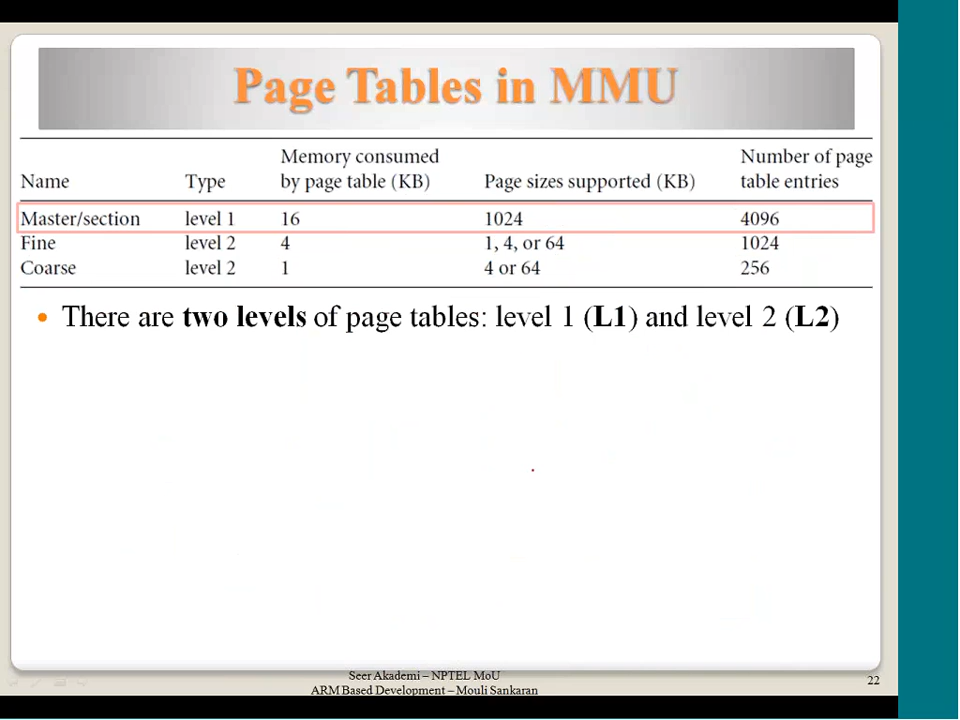 Page Tables in MMU
Memory consumed Number of page
Name Type by page table (KB) Page sizes supported (KB) table entries
Master/section level 1 16 1024 4096
Fine level 2 4 1, 4, or 64 1024
Coarse level 2 1 4 or 64 256
• There are two levels of page tables: level 1 (L1) and level 2 (L2)
Seer Akademi – NPTEL MoU
ARM Based Development – Mouli Sankaran
22